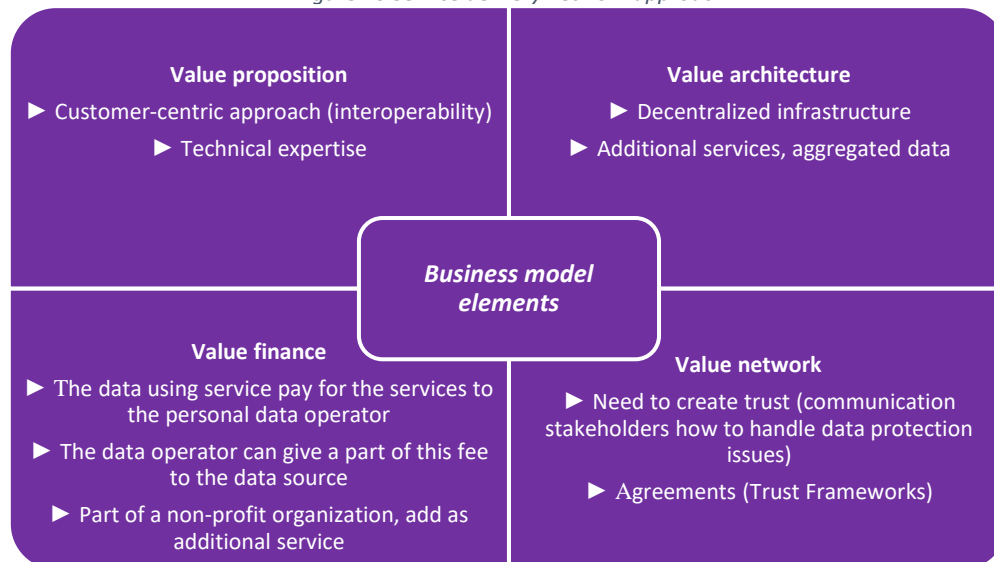 Value proposition
► Customer-centric approach (interoperability)
► Technical expertise
Value architecture
► Decentralized infrastructure
► Additional services, aggregated data
Business model
elements
Value finance
► The data using service pay for the services to
the personal data operator
► The data operator can give a part of this fee
to the data source
► Part of a non-profit organization, add as
additional service
Value network
► Need to create trust (communication
stakeholders how to handle data protection
issues)
► Agreements (Trust Frameworks)